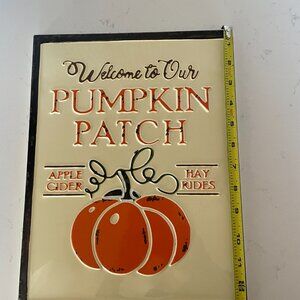 Welcome to Our
PUMPKIN
PATCH
APPLE
CIDER
HAY
RIDES